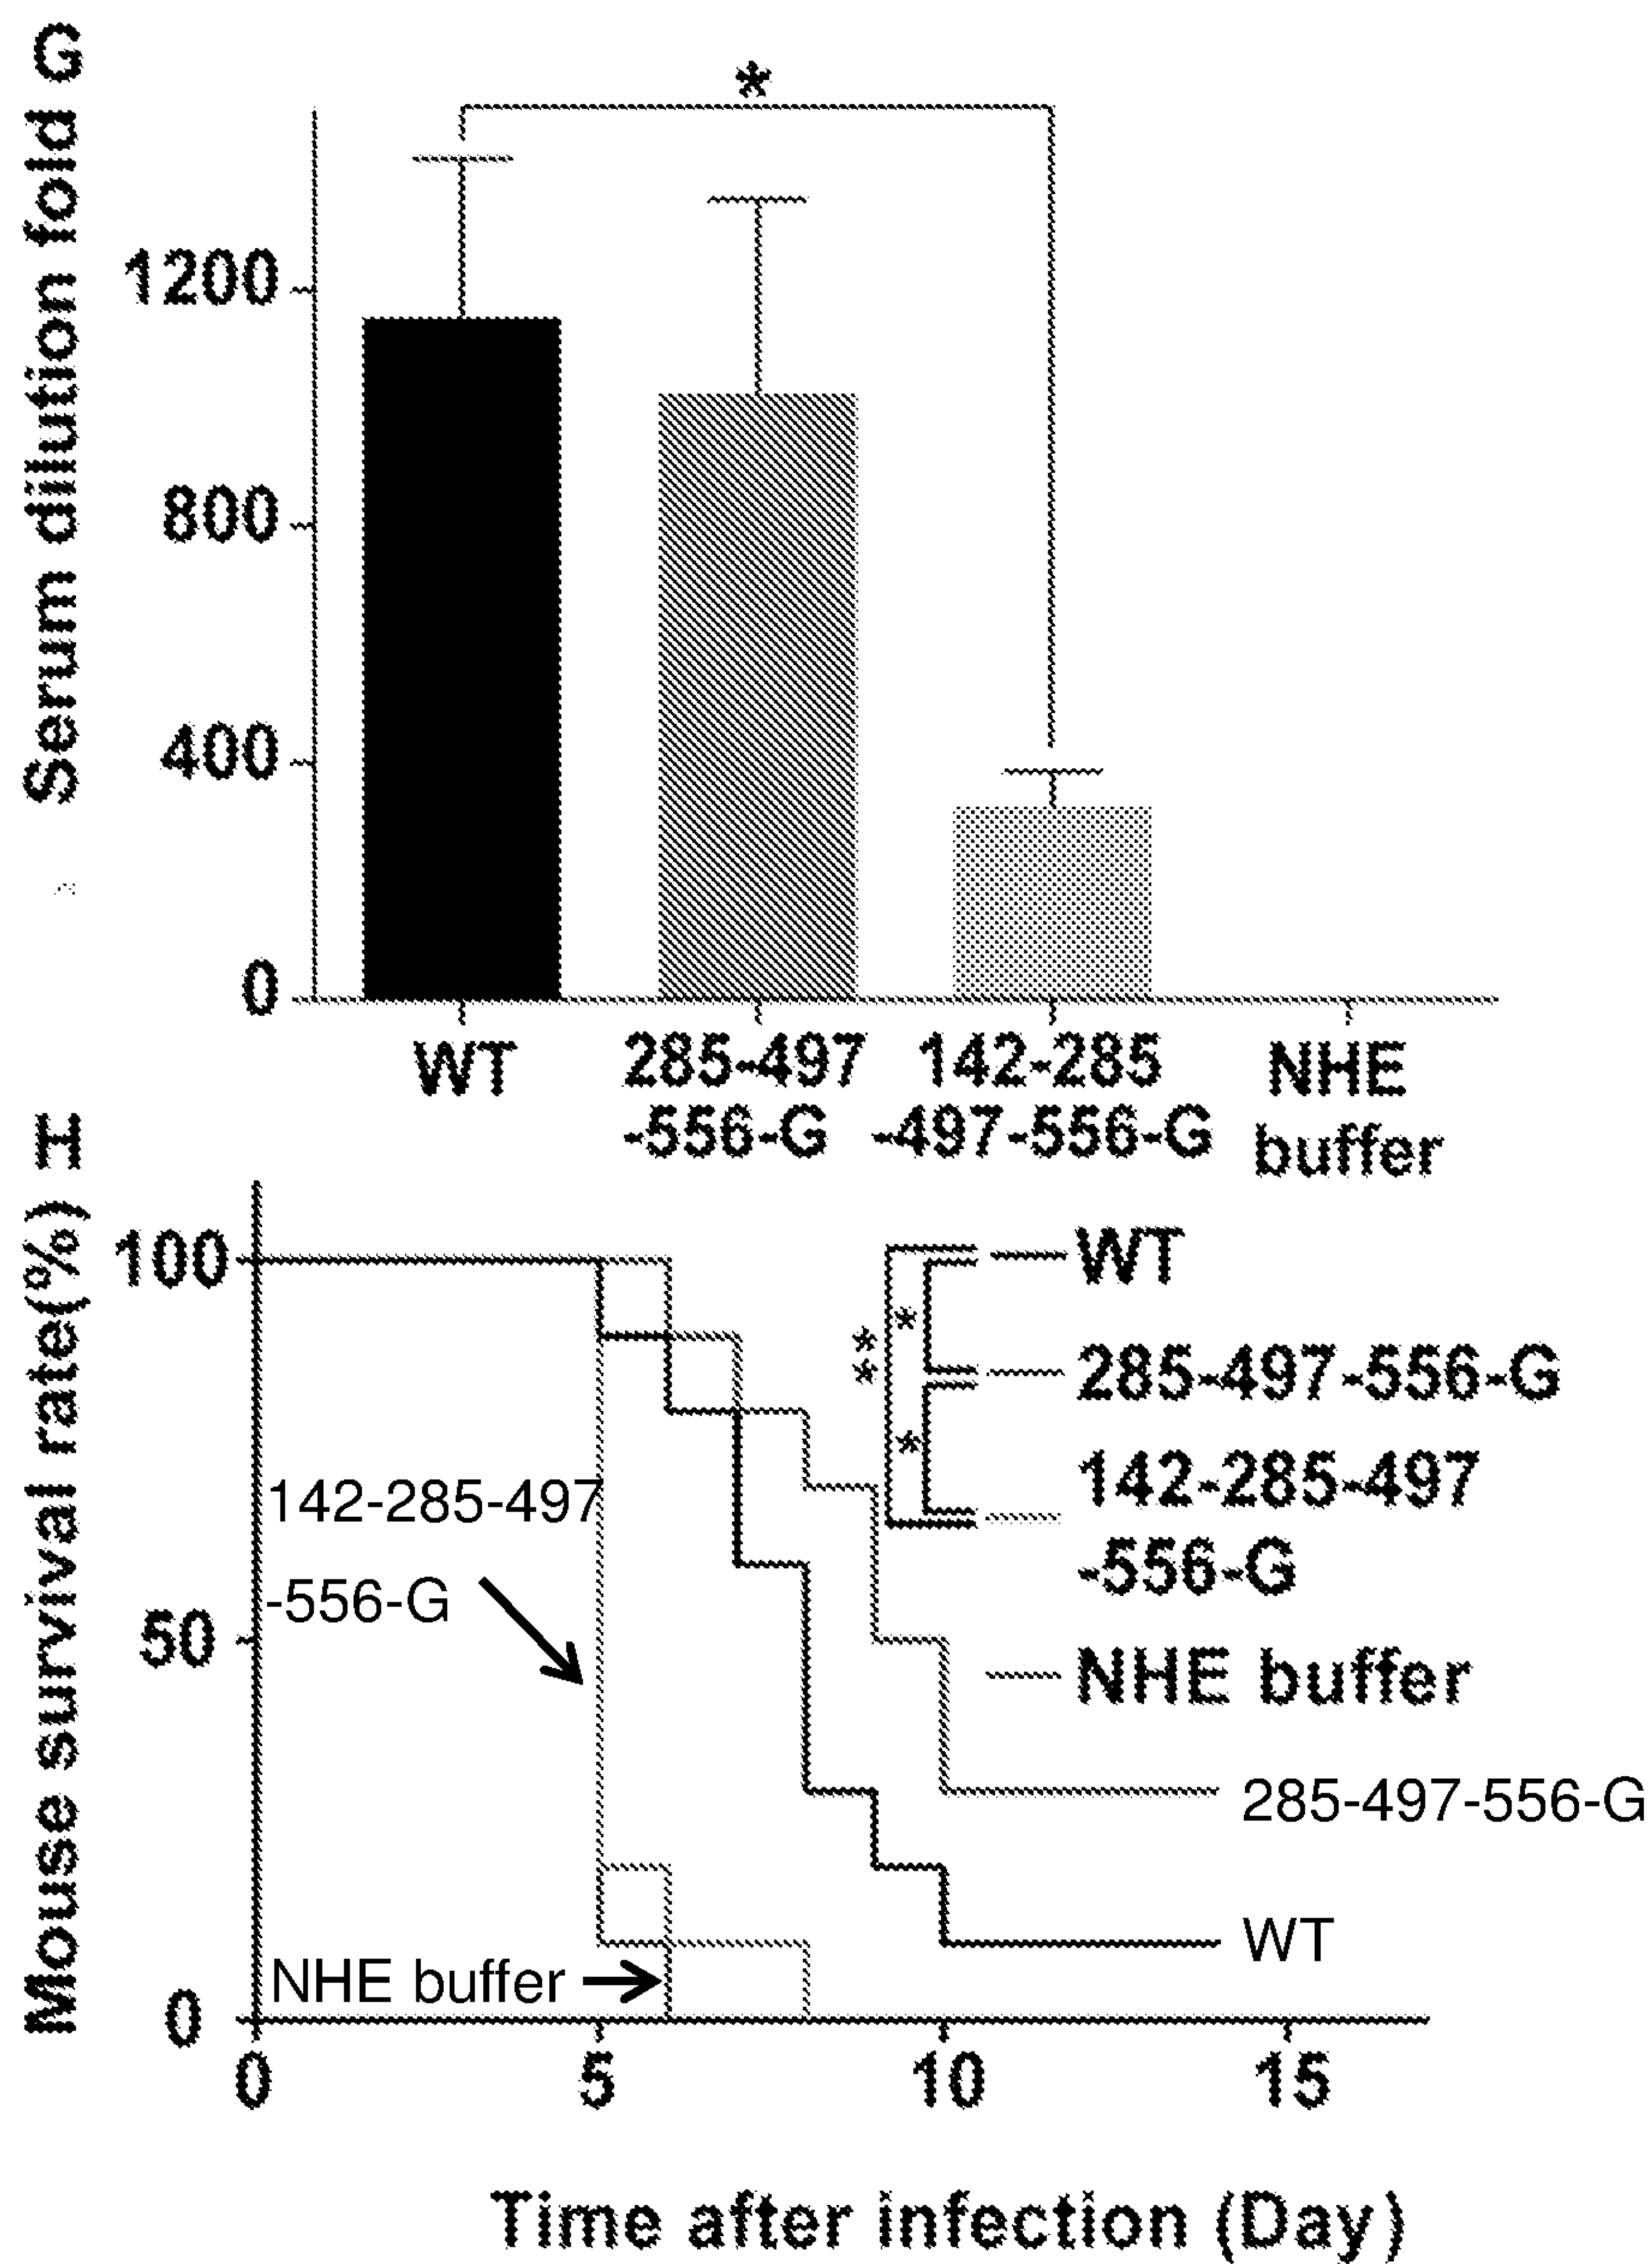 G
Serum dilution fold
*
1200
800
400
0
WT
285-497
-556-G
142-285
-497-556-G
NHE
buffer
H
Mouse survival rate(%)
100
50
0
WT
285-497-556-G
142-285-497
-556-G
NHE buffer
**
*
*
142-285-497
-556-G
NHE buffer
285-497-556-G
WT
0
5
10
15
Time after infection (Day)